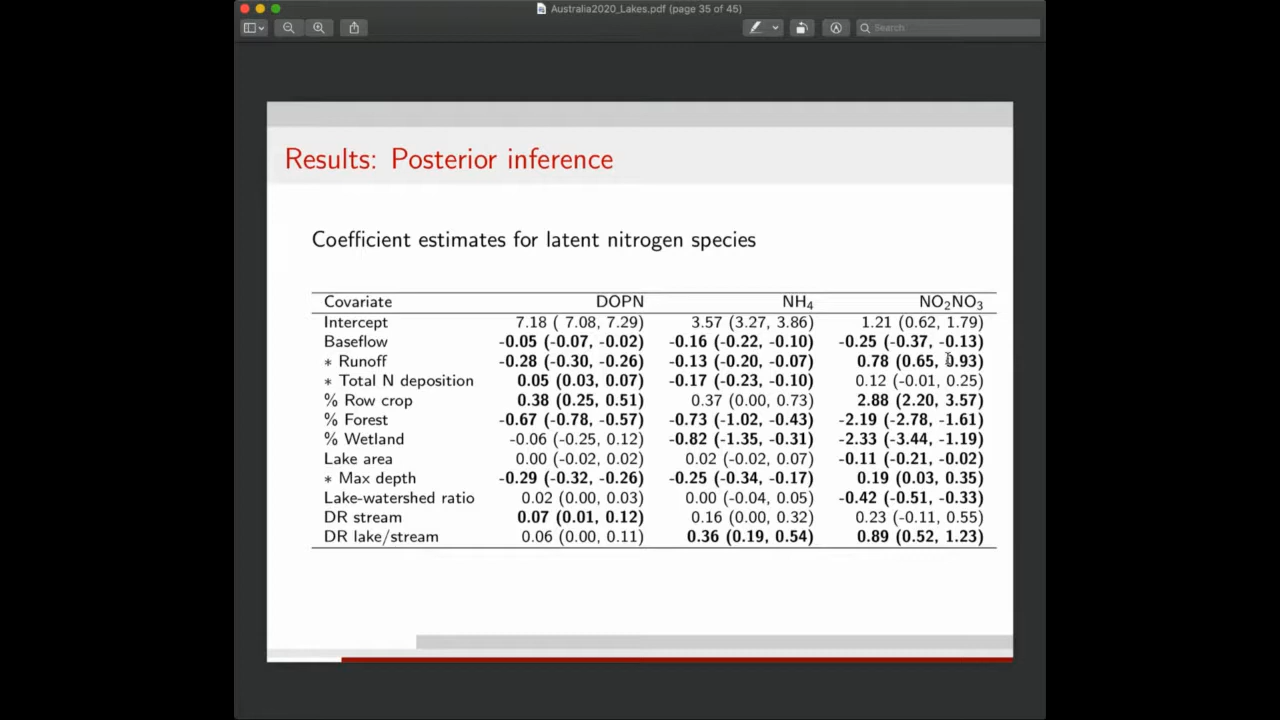 Australia2020_Lakes.pdf (page 35 of 45)
Search
Results: Posterior inference
Coefficient estimates for latent nitrogen species
Covariate DOPN NH4 NO2NO3
Intercept 7.18 ( 7.08, 7.29) 3.57 (3.27, 3.86) 1.21 (0.62, 1.79)
Baseflow -0.05 (-0.07, -0.02) -0.16 (-0.22, -0.10) -0.25 (-0.37, -0.13)
* Runoff -0.28 (-0.30, -0.26) -0.13 (-0.20, -0.07) 0.78 (0.65, 0.93)
* Total N deposition 0.05 (0.03, 0.07) -0.17 (-0.23, -0.10) 0.12 (-0.01, 0.25)
% Row crop 0.38 (0.25, 0.51) 0.37 (0.00, 0.73) 2.88 (2.20, 3.57)
% Forest -0.67 (-0.78, -0.57) -0.73 (-1.02, -0.43) -2.19 (-2.78, -1.61)
% Wetland -0.06 (-0.25, 0.12) -0.82 (-1.35, -0.31) -2.33 (-3.44, -1.19)
Lake area 0.00 (-0.02, 0.02) 0.02 (-0.02, 0.07) -0.11 (-0.21, -0.02)
* Max depth -0.29 (-0.32, -0.26) -0.25 (-0.34, -0.17) 0.19 (0.03, 0.35)
Lake-watershed ratio 0.02 (0.00, 0.03) 0.00 (-0.04, 0.05) -0.42 (-0.51, -0.33)
DR stream 0.07 (0.01, 0.12) 0.16 (0.00, 0.32) 0.23 (-0.11, 0.55)
DR lake/stream 0.06 (0.00, 0.11) 0.36 (0.19, 0.54) 0.89 (0.52, 1.23)